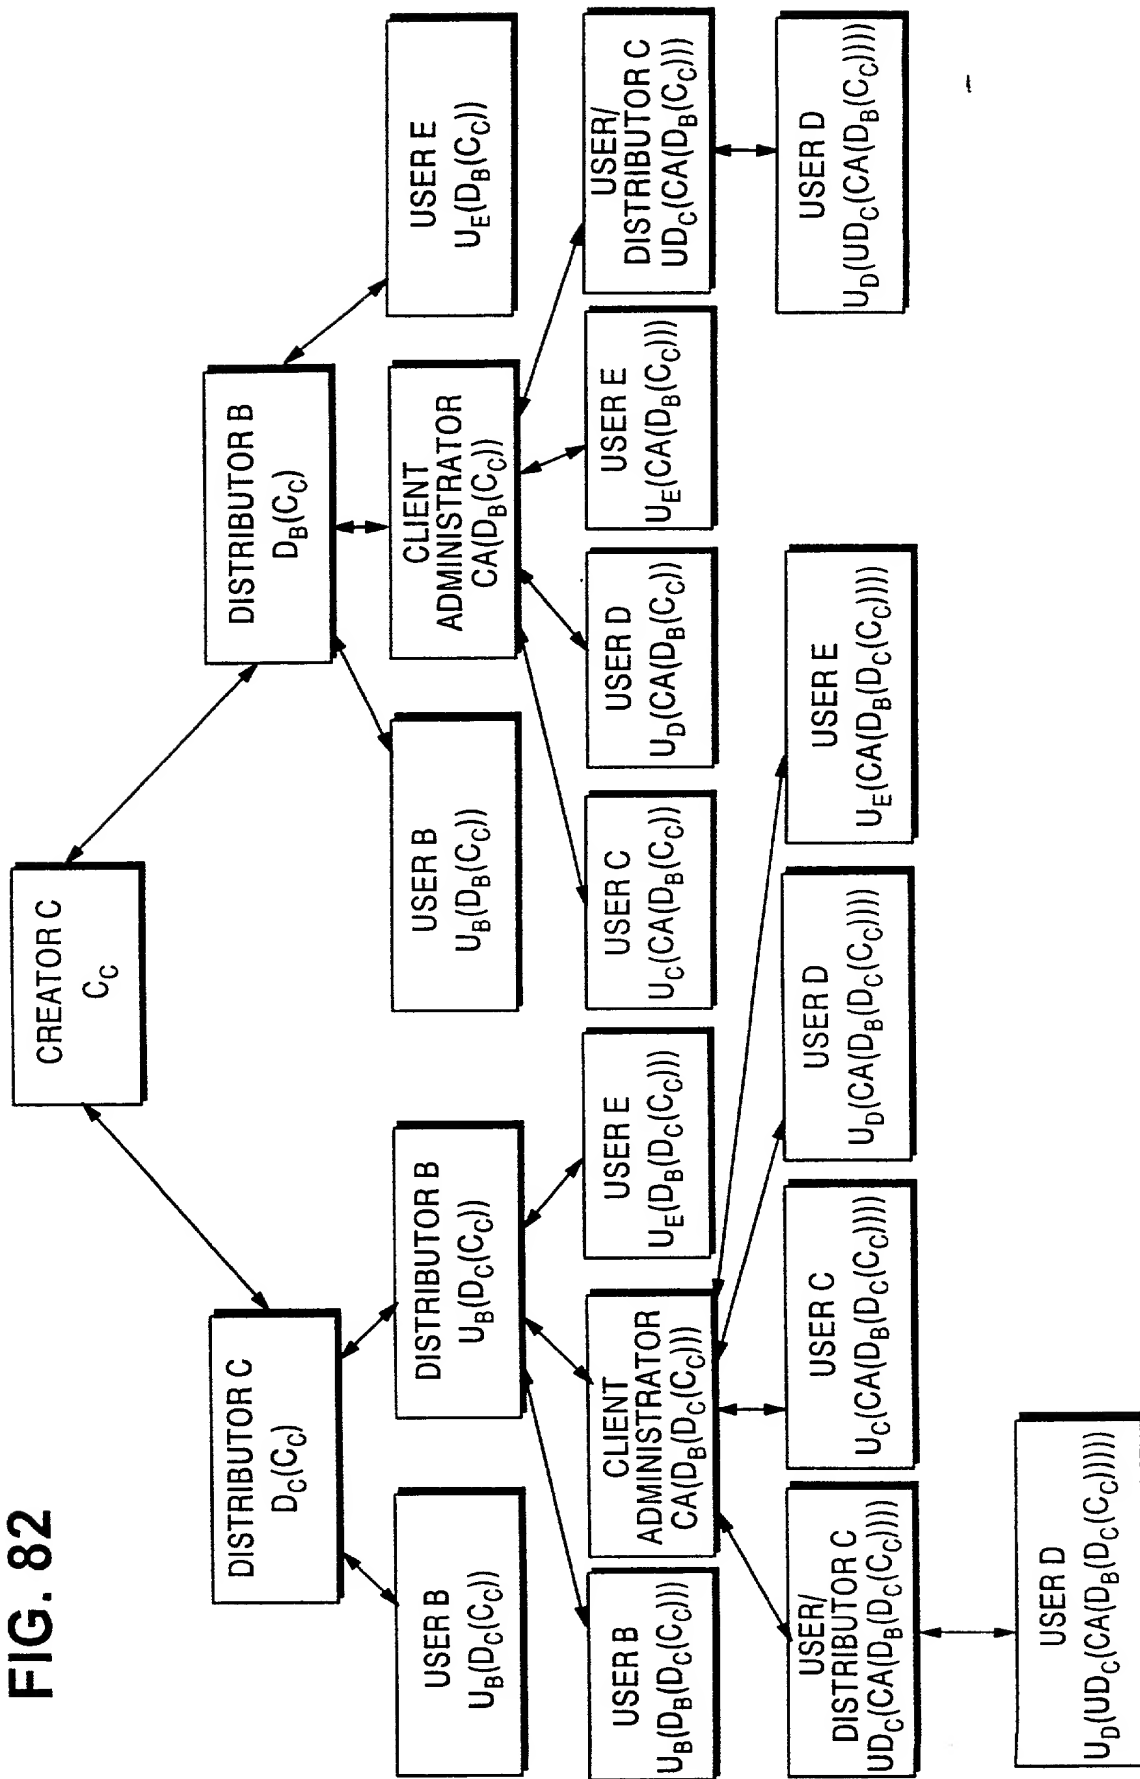 FIG. 82
CREATOR C
C_C
DISTRIBUTOR C
D_C(C_C)
DISTRIBUTOR B
D_B(C_C)
USER B
U_B(D_C(C_C))
DISTRIBUTOR B
U_B(D_C(C_C))
USER B
U_B(D_B(C_C))
CLIENT
ADMINISTRATOR
CA(D_B(C_C))
USER E
U_E(D_B(C_C))
USER B
U_B(D_B(D_C(C_C)))
CLIENT
ADMINISTRATOR
CA(D_B(D_C(C_C)))
USER E
U_E(D_B(D_C(C_C)))
USER C
U_C(CA(D_B(C_C))
USER D
U_D(CA(D_B(C_C))
USER E
U_E(CA(D_B(C_C)))
USER/
DISTRIBUTOR C
UD_C(CA(D_B(C_C)))
USER/
DISTRIBUTOR C
UD_C(CA(D_B(D_C(C_C))))
USER C
U_C(CA(D_B(D_C(C_C)))))
USER D
U_D(CA(D_B(D_C(C_C)))))
USER E
U_E(CA(D_B(D_C(C_C))))
USER D
U_D(UD_C(CA(D_B(C_C))))
USER D
U_D(UD_C(CA(D_B(D_C(C_C)))))